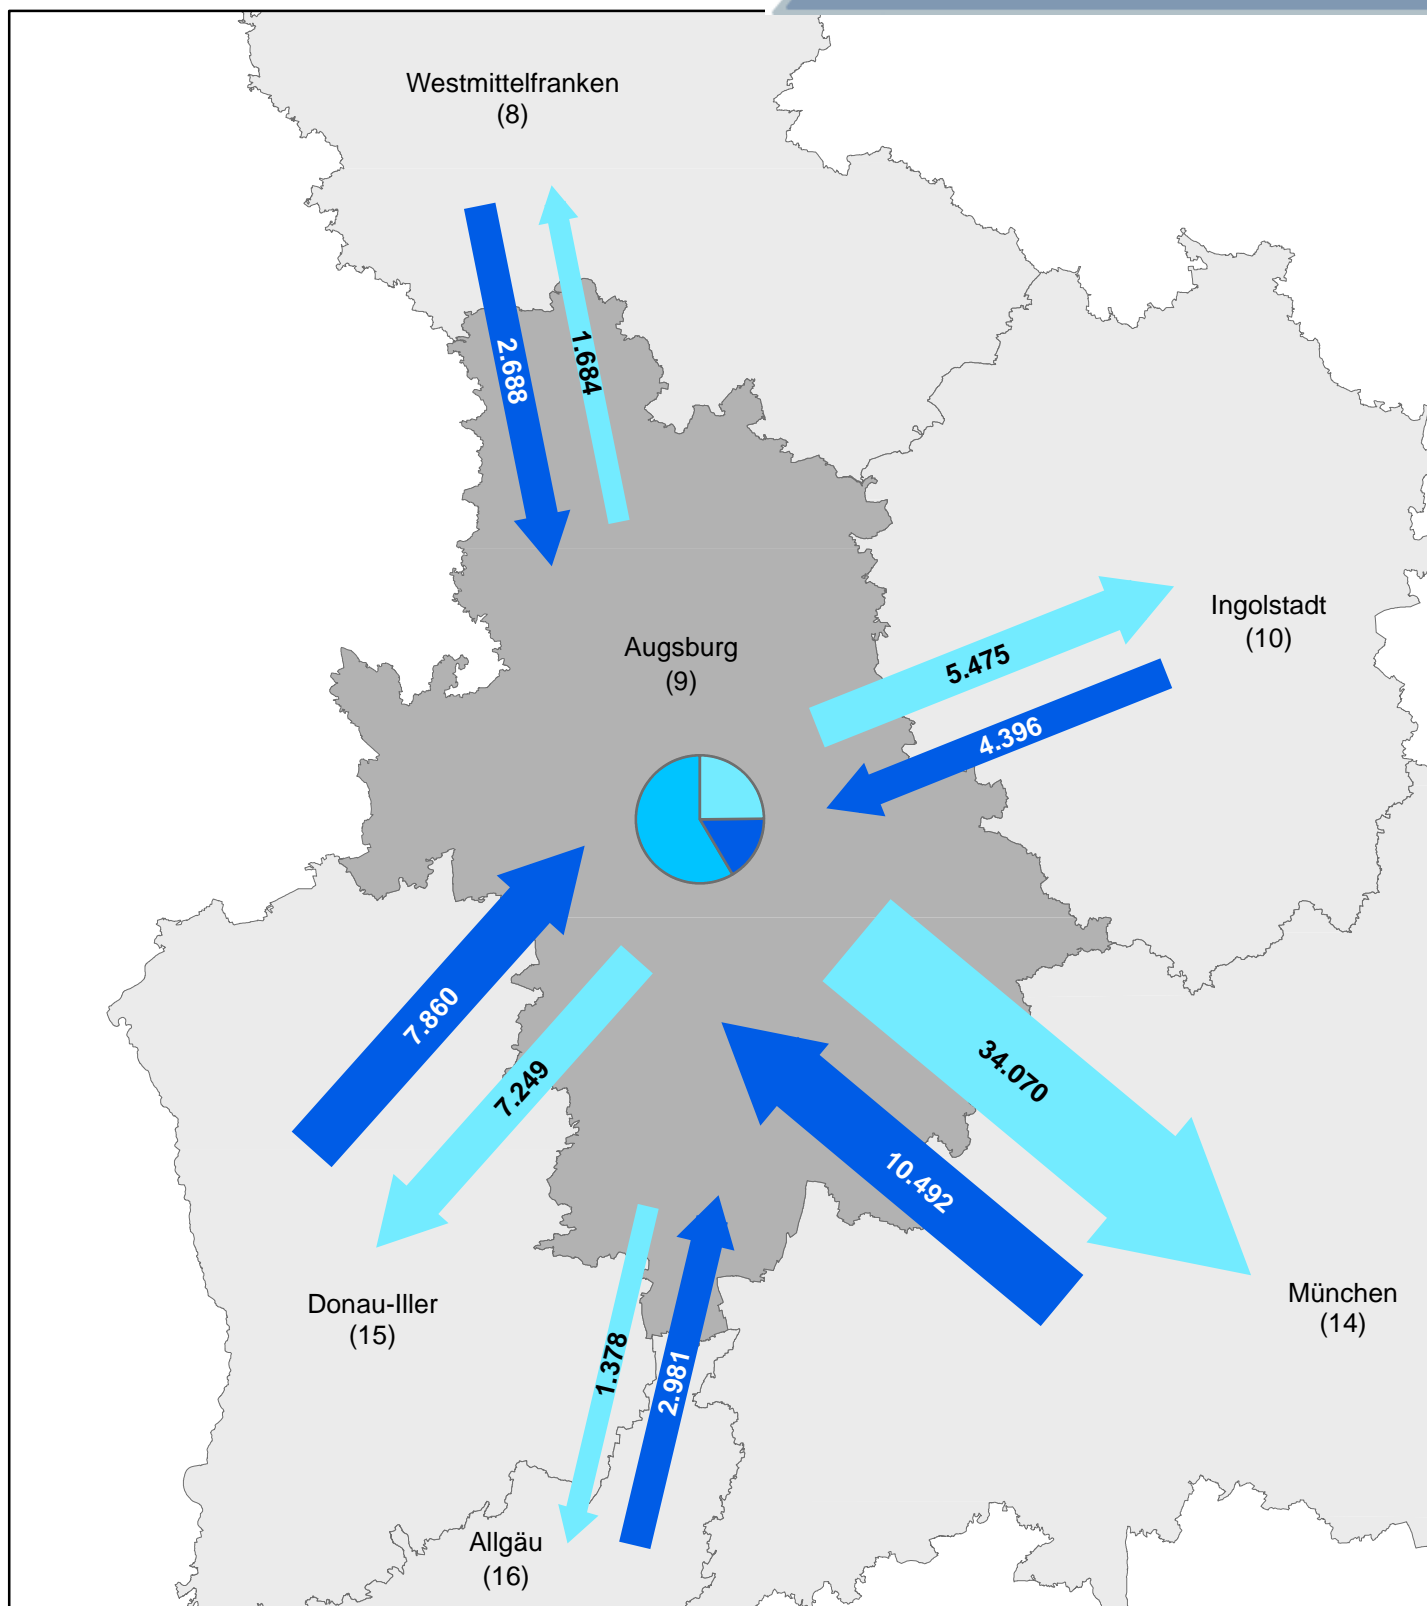 Westmittelfranken
(8)
2.688
1.684
Ingolstadt
(10)
Augsburg
(9)
5.475
4.396
7.860
7.249
34.070
10.492
Donau-Iller
(15)
München
(14)
1.378
2.981
Allgäu
(16)